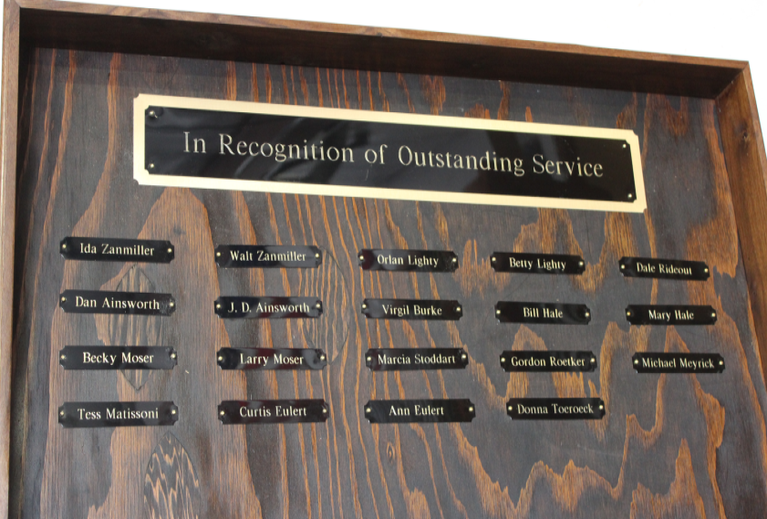 In Recognition of Outstanding Service
Ida Zanmiller
Walt Zanmiller
Orlan Lighty
Betty Lighty
Dale Rideout
Dan Ainsworth
J. D. Ainsworth
Virgil Burke
Bill Hale
Mary Hale
Becky Moser
Larry Moser
Marcia Stoddart
Gordon Roetker
Michael Meyrick
Tess Matissoni
Curtis Eulert
Ann Eulert
Donna Toeroeck